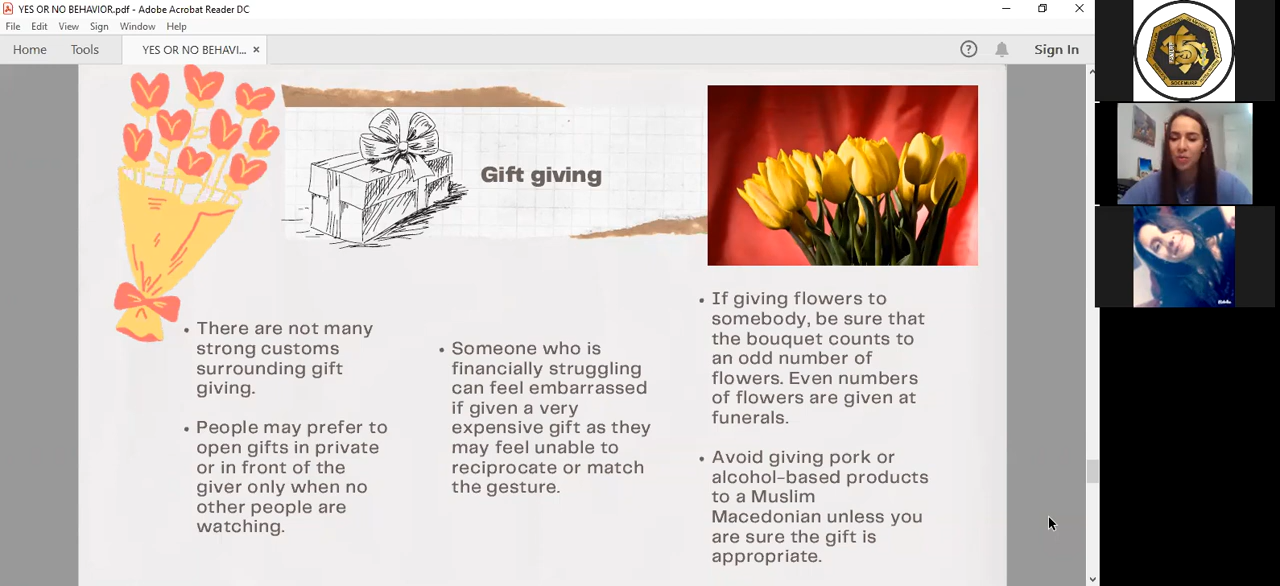 YES OR NO BEHAVIOR.pdf - Adobe Acrobat Reader DC
File Edit View Sign Window Help
Home Tools YES OR NO BEHAVI... × Sign In
Gift giving
• There are not many
strong customs
surrounding gift
giving.
• People may prefer to
open gifts in private
or in front of the
giver only when no
other people are
watching.
• Someone who is
financially struggling
can feel embarrassed
if given a very
expensive gift as they
may feel unable to
reciprocate or match
the gesture.
• If giving flowers to
somebody, be sure that
the bouquet counts to
an odd number of
flowers. Even numbers
of flowers are given at
funerals.
• Avoid giving pork or
alcohol-based products
to a Muslim
Macedonian unless you
are sure the gift is
appropriate.
15